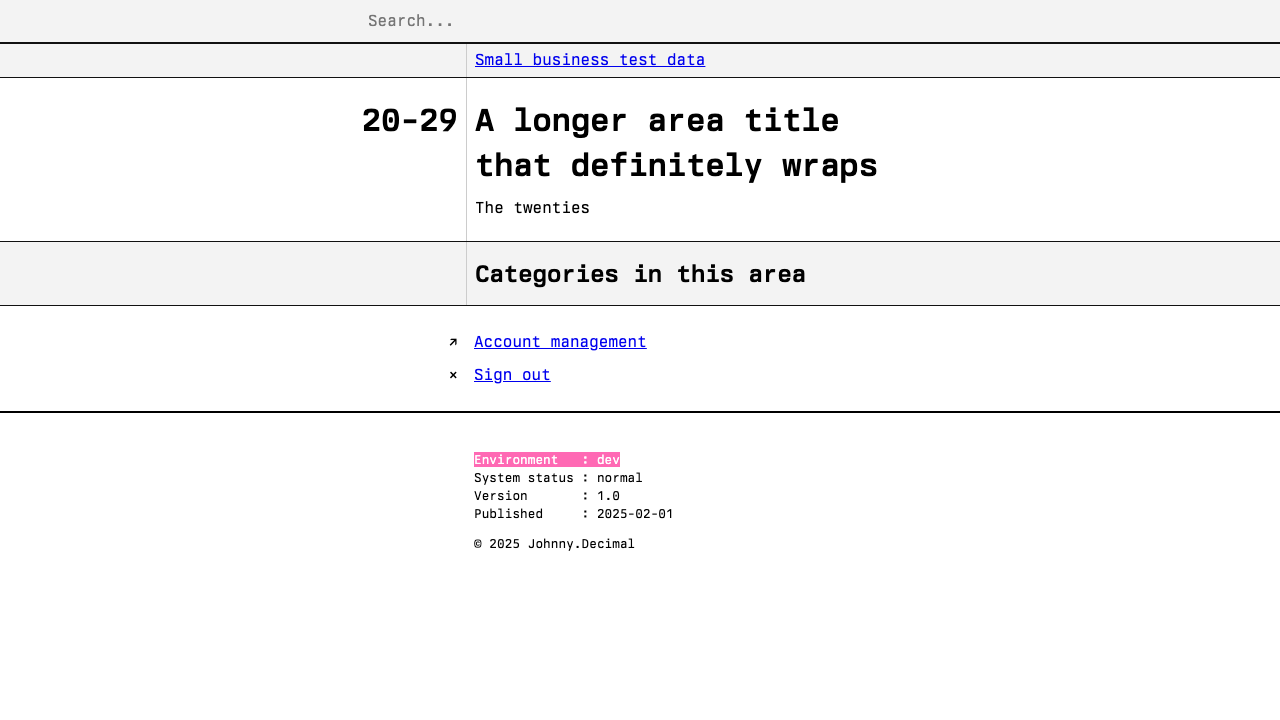 Search...
Small business test data
20-29 A longer area title
that definitely wraps
The twenties
Categories in this area
↗ Account management
× Sign out
Environment   : dev
System status : normal
Version       : 1.0
Published     : 2025-02-01
© 2025 Johnny.Decimal